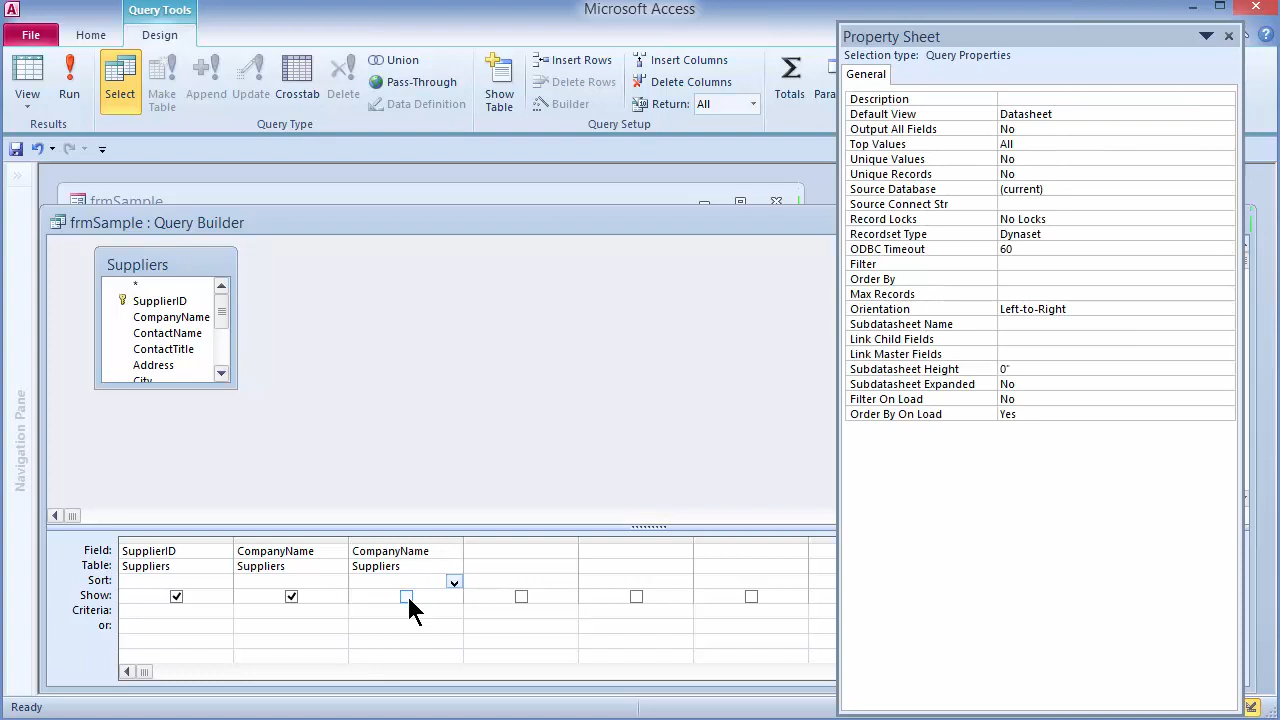 Query Tools
Microsoft Access
File
Home
Design
View
Run
Results
Select
Make Table
Append
Update
Crosstab
Delete
Union
Pass-Through
Data Definition
Query Type
Show Table
Insert Rows
Delete Rows
Builder
Insert Columns
Delete Columns
Return: All
Query Setup
Totals
Para
Navigation Pane
frmSample
frmSample : Query Builder
Suppliers
*
SupplierID
CompanyName
ContactName
ContactTitle
Address
City
Field: SupplierID CompanyName CompanyName
Table: Suppliers Suppliers Suppliers
Sort:
Show:
Criteria:
or:
Property Sheet
Selection type: Query Properties
General
Description
Default View Datasheet
Output All Fields No
Top Values All
Unique Values No
Unique Records No
Source Database (current)
Source Connect Str
Record Locks No Locks
Recordset Type Dynaset
ODBC Timeout 60
Filter
Order By
Max Records
Orientation Left-to-Right
Subdatasheet Name
Link Child Fields
Link Master Fields
Subdatasheet Height 0"
Subdatasheet Expanded No
Filter On Load No
Order By On Load Yes
Ready